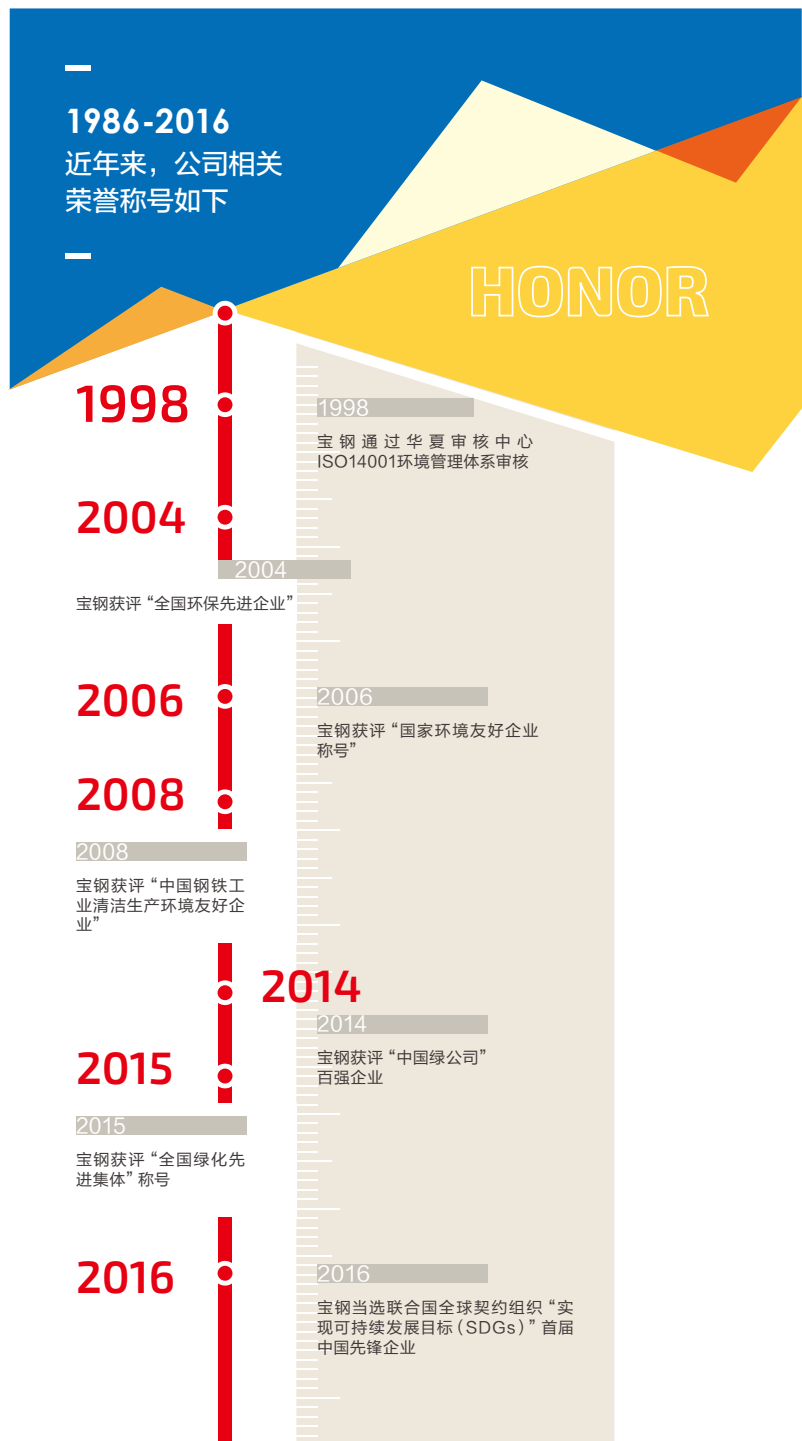 1986-2016
近年来，公司相关
荣誉称号如下
HONOR
1998
1998
宝钢通过华夏审核中心
ISO14001环境管理体系审核
2004
2004
宝钢获评“全国环保先进企业”
2006
2006
宝钢获评“国家环境友好企业
称号”
2008
2008
宝钢获评“中国钢铁工
业清洁生产环境友好企
业”
2014
2014
宝钢获评“中国绿公司”
百强企业
2015
2015
宝钢获评“全国绿化先
进集体”称号
2016
2016
宝钢当选联合国全球契约组织“实
现可持续发展目标（SDGs）”首届
中国先锋企业